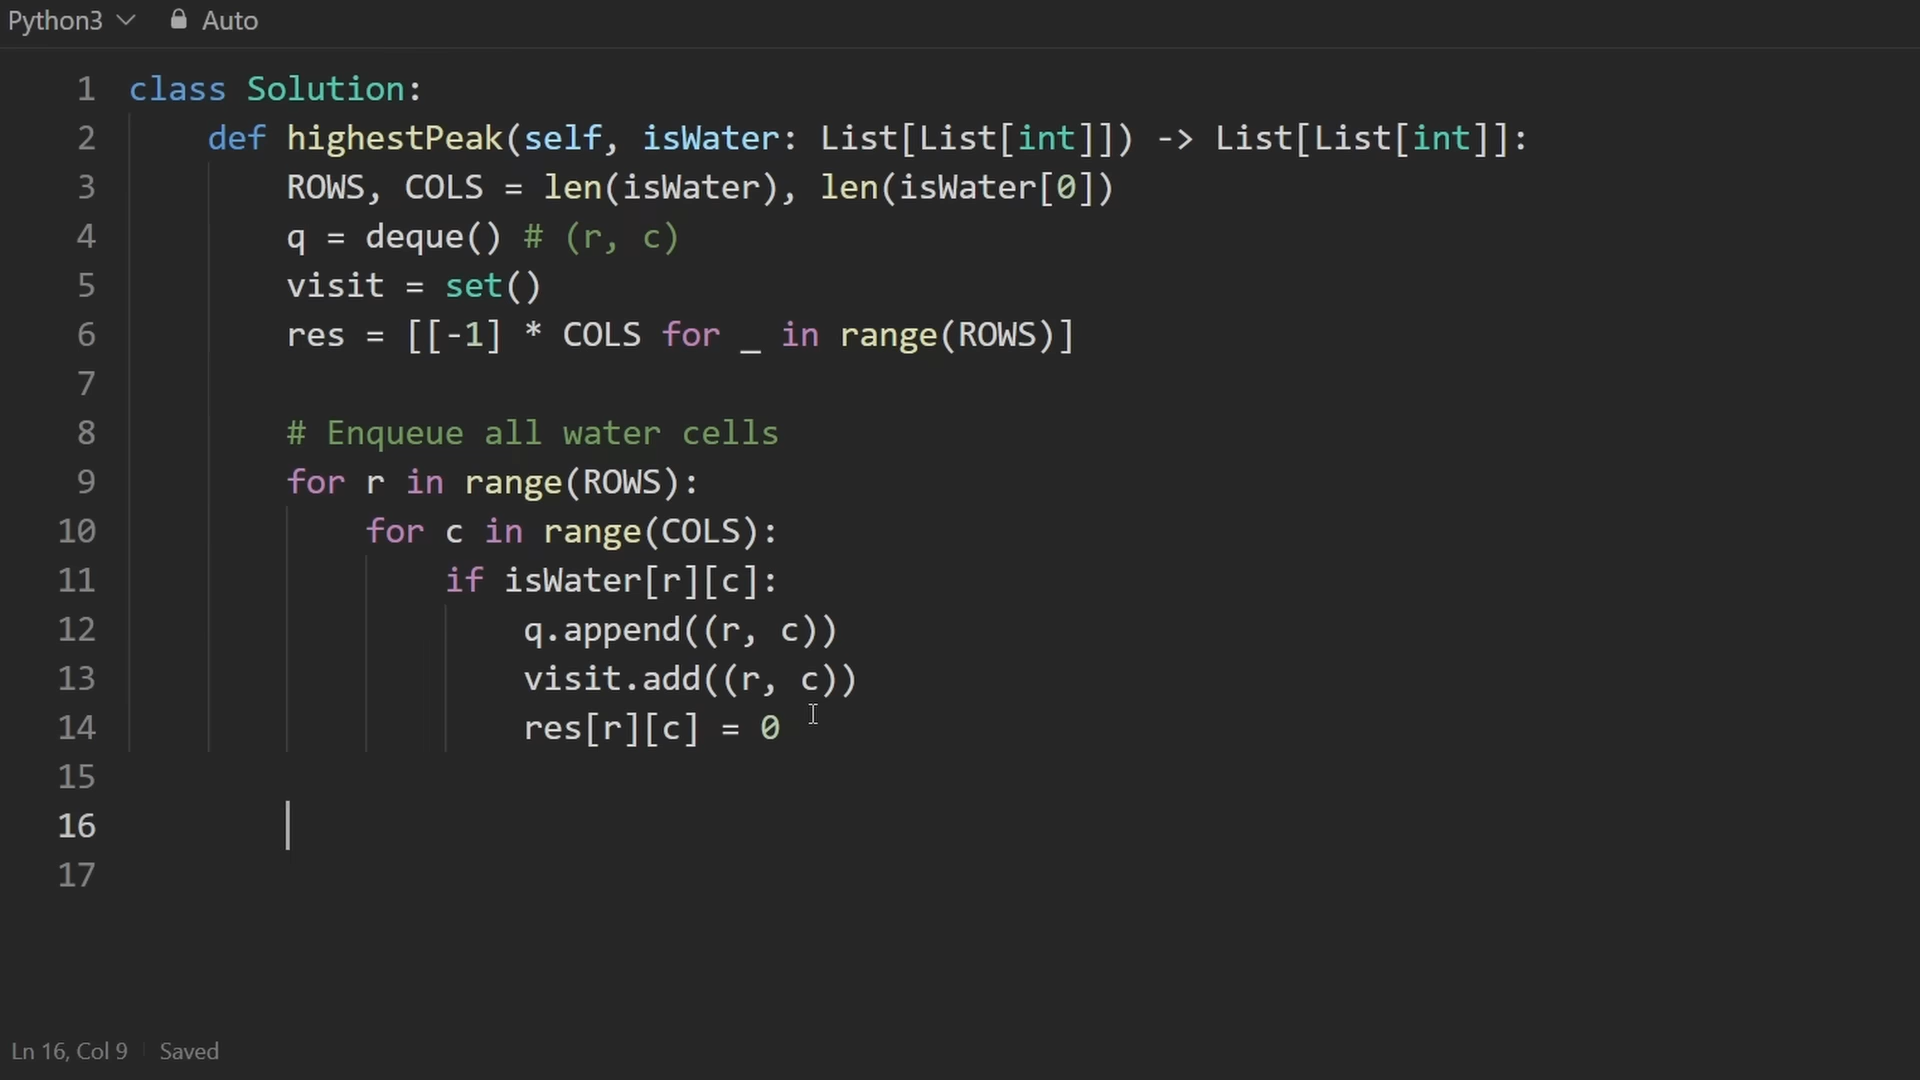 Python3 Auto
1 class Solution:
2 def highestPeak(self, isWater: List[List[int]]) -> List[List[int]]:
3 ROWS, COLS = len(isWater), len(isWater[0])
4 q = deque() # (r, c)
5 visit = set()
6 res = [[-1] * COLS for _ in range(ROWS)]
7
8 # Enqueue all water cells
9 for r in range(ROWS):
10 for c in range(COLS):
11 if isWater[r][c]:
12 q.append((r, c))
13 visit.add((r, c))
14 res[r][c] = 0
15
16
17
Ln 16, Col 9 Saved